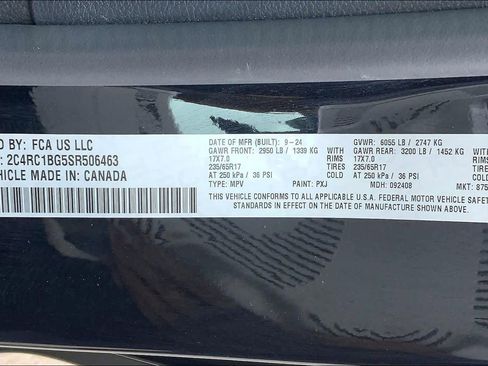 D BY: FCA US LLC
2C4RC1BG5SR506463
EHICLE MADE IN: CANADA
DATE OF MFR (BUILT): 9-24
GAWR FRONT: 2950 LB / 1339 KG
17X7.0 RIMS
235/65R17 TIRES
AT 250 kPa / 36 PSI COLD
TYPE: MPV PAINT: PXJ
GVWR: 6055 LB / 2747 KG
GAWR REAR: 3200 LB / 1452 KG
17X7.0
235/65R17
AT 250 kPa / 36 PSI
MDH: 092408 MKT: 875
THIS VEHICLE CONFORMS TO ALL APPLICABLE U.S.A. FEDERAL MOTOR VEHICLE SAFET
STANDARDS IN EFFECT ON THE DATE OF MANUFACTURE SHOWN ABOVE.